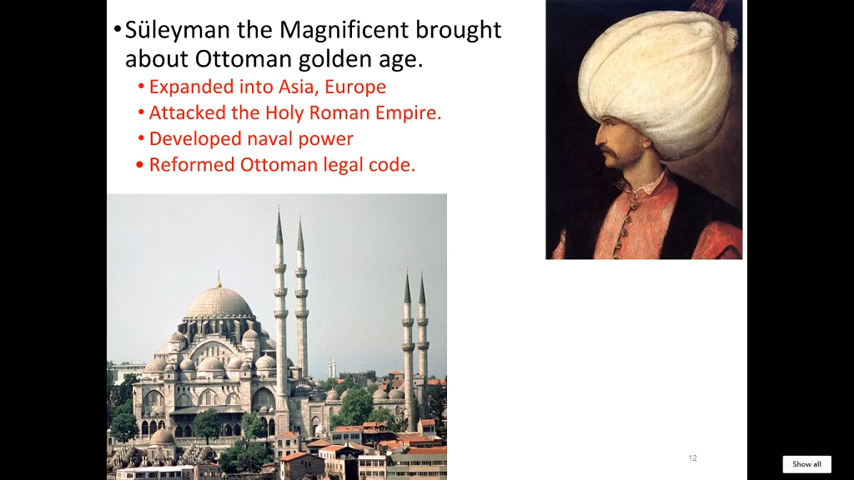 •Süleyman the Magnificent brought
about Ottoman golden age.
• Expanded into Asia, Europe
• Attacked the Holy Roman Empire.
• Developed naval power
• Reformed Ottoman legal code.
12
Show all